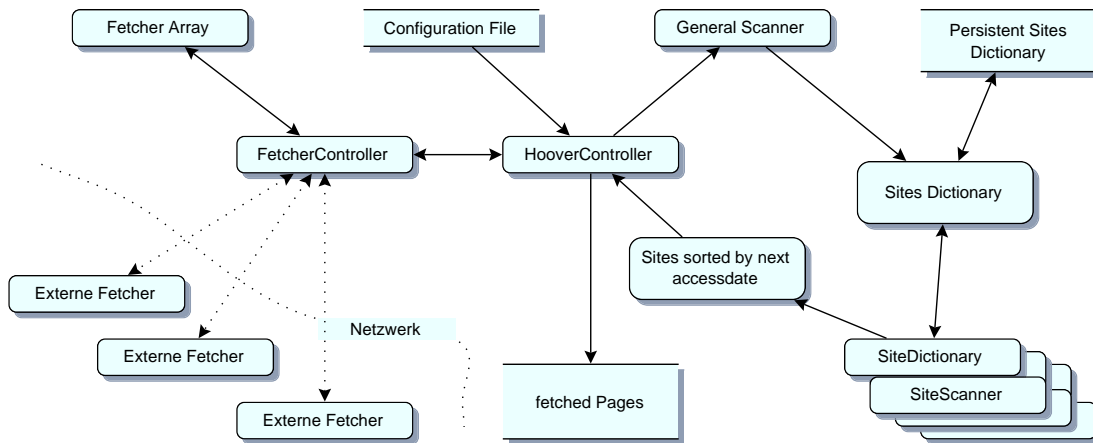 Fetcher Array
Configuration File
General Scanner
Persistent Sites
Dictionary
FetcherController
HooverController
Sites Dictionary
Sites sorted by next
accessdate
Externe Fetcher
Netzwerk
Externe Fetcher
SiteDictionary
SiteScanner
fetched Pages
Externe Fetcher